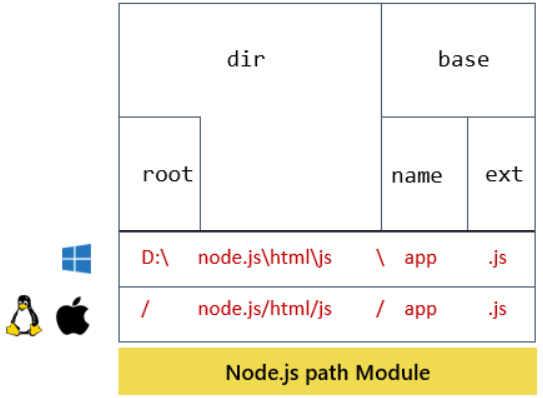 dir base
root name ext
D:\ node.js\html\js \ app .js
/ node.js/html/js / app .js
Node.js path Module